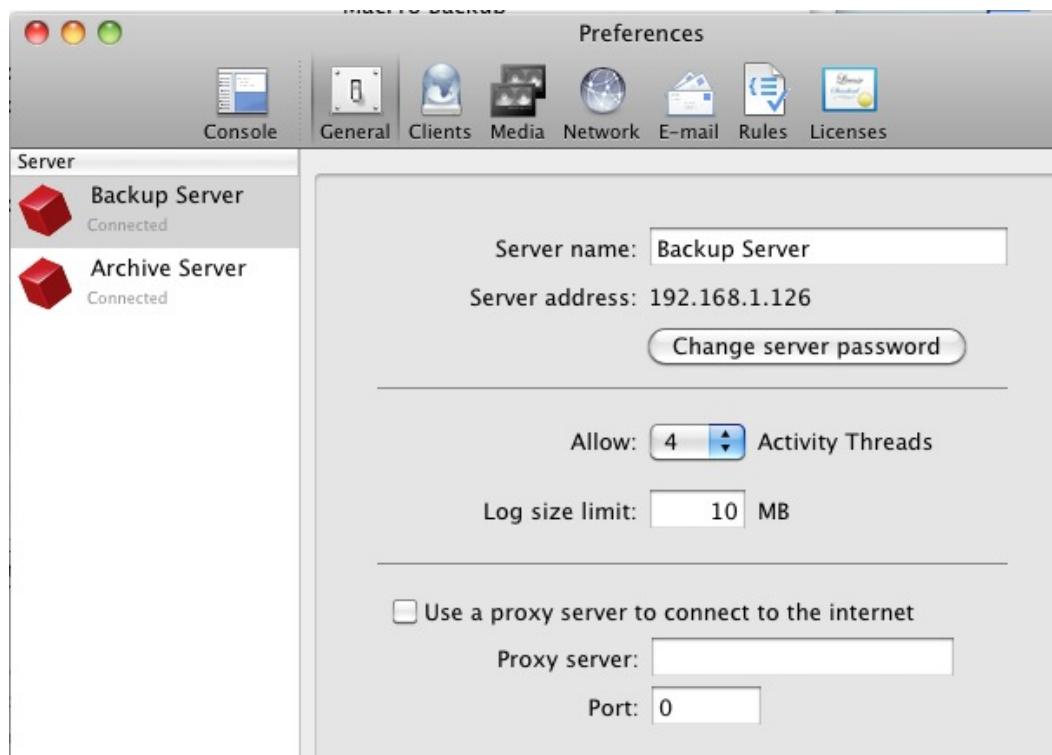 Preferences
Console General Clients Media Network E-mail Rules Licenses
Server
Backup Server
Connected
Archive Server
Connected
Server name: Backup Server
Server address: 192.168.1.126
Change server password
Allow: 4 Activity Threads
Log size limit: 10 MB
Use a proxy server to connect to the internet
Proxy server:
Port: 0